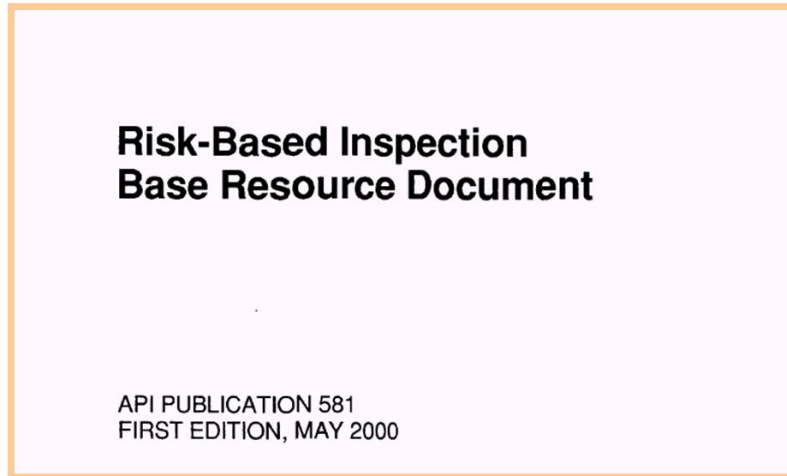 Risk-Based Inspection
Base Resource Document
API PUBLICATION 581
FIRST EDITION, MAY 2000